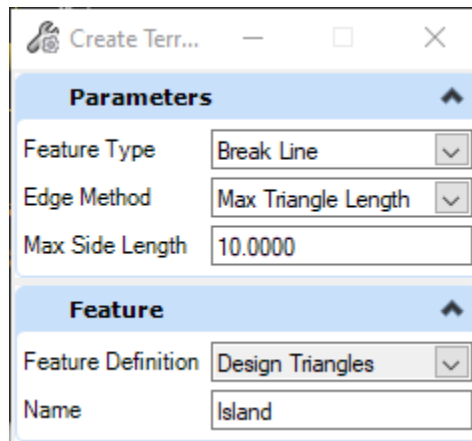 Create Terr...
Parameters
Feature Type Break Line
Edge Method Max Triangle Length
Max Side Length 10.0000
Feature
Feature Definition Design Triangles
Name Island